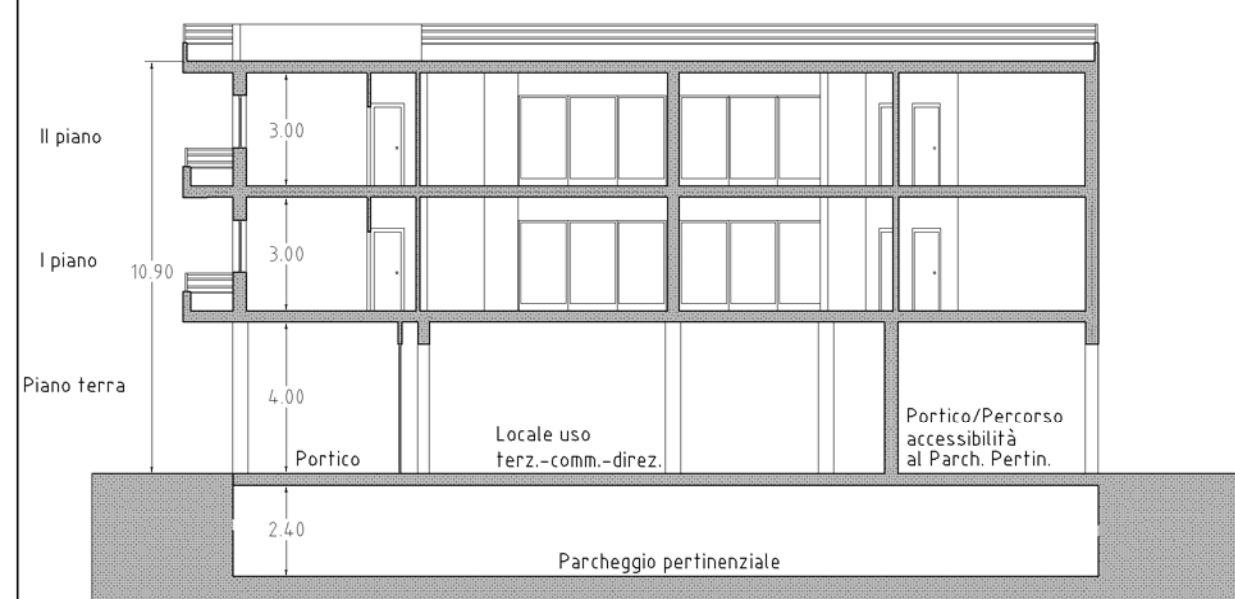 II piano
3.00
I piano
10.90
3.00
Piano terra
4.00
Portico
Locale uso
terz.-comm.-direz.
Portico/Percorso
accessibilità
al Parch. Pertin.
2.40
Parcheggio pertinenziale